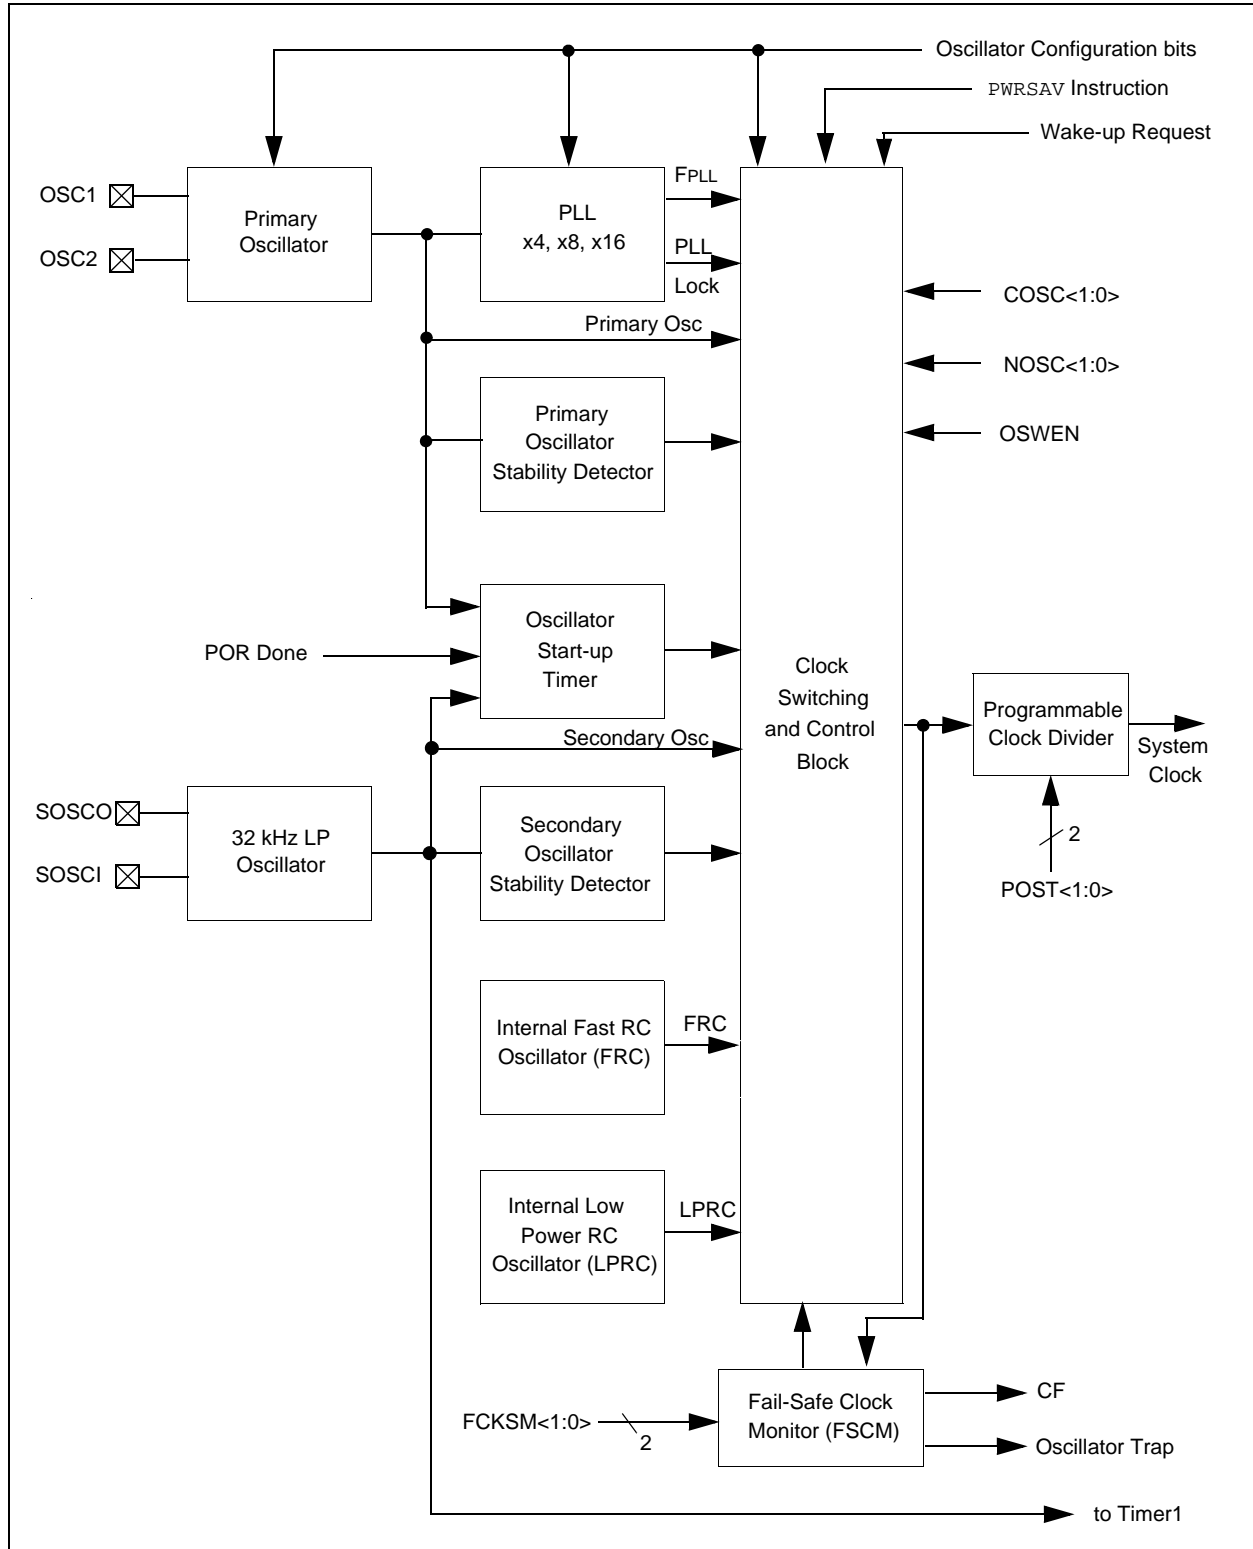 Oscillator Configuration bits
PWRSAV Instruction
Wake-up Request
OSC1
OSC2
Primary
Oscillator
PLL
x4, x8, x16
FPLL
PLL
Lock
Primary Osc
COSC<1:0>
NOSC<1:0>
OSWEN
Primary
Oscillator
Stability Detector
POR Done
Oscillator
Start-up
Timer
Clock
Switching
and Control
Block
Programmable
Clock Divider
System
Clock
Secondary Osc
SOSCO
SOSCI
32 kHz LP
Oscillator
Secondary
Oscillator
Stability Detector
2
POST<1:0>
Internal Fast RC
Oscillator (FRC)
FRC
Internal Low
Power RC
Oscillator (LPRC)
LPRC
FCKSM<1:0>
2
Fail-Safe Clock
Monitor (FSCM)
CF
Oscillator Trap
to Timer1